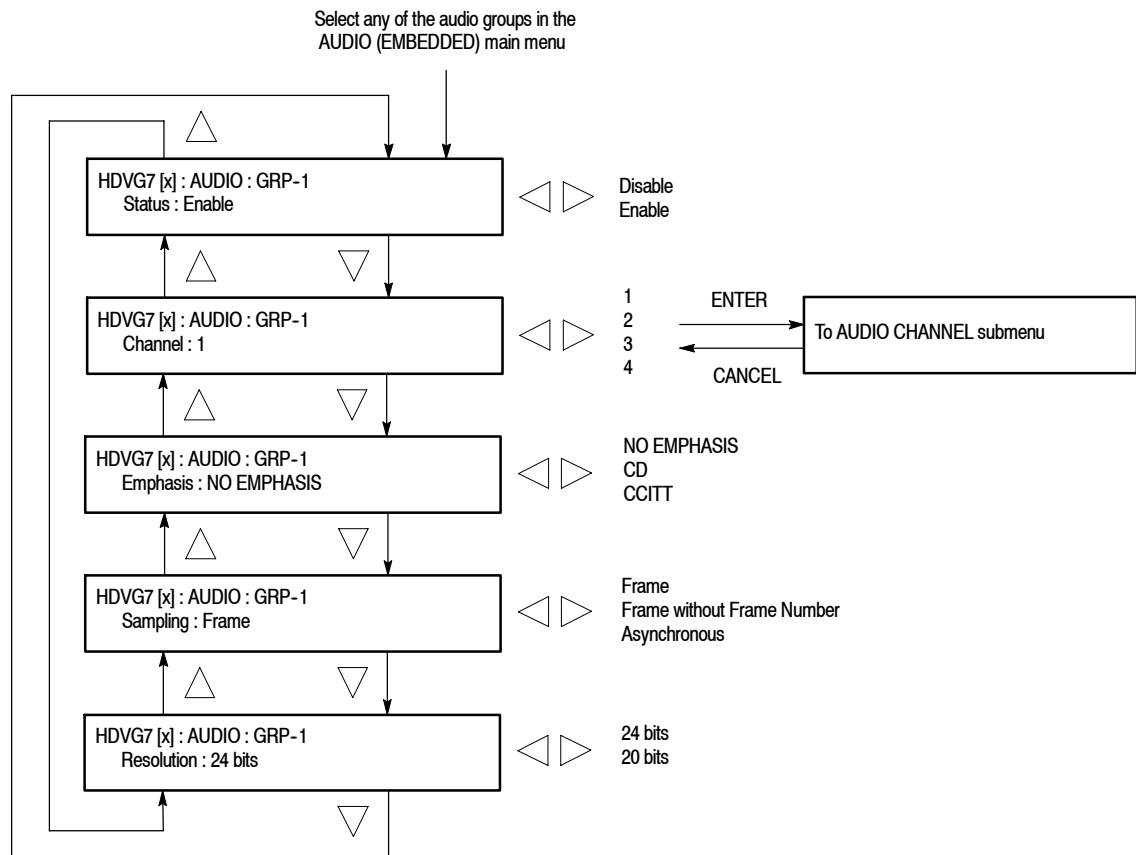 Select any of the audio groups in the
AUDIO (EMBEDDED) main menu
HDVG7 [x] : AUDIO : GRP-1
Status : Enable
Disable
Enable
HDVG7 [x] : AUDIO : GRP-1
Channel : 1
1
2
3
4
ENTER
CANCEL
To AUDIO CHANNEL submenu
HDVG7 [x] : AUDIO : GRP-1
Emphasis : NO EMPHASIS
NO EMPHASIS
CD
CCITT
HDVG7 [x] : AUDIO : GRP-1
Sampling : Frame
Frame
Frame without Frame Number
Asynchronous
HDVG7 [x] : AUDIO : GRP-1
Resolution : 24 bits
24 bits
20 bits